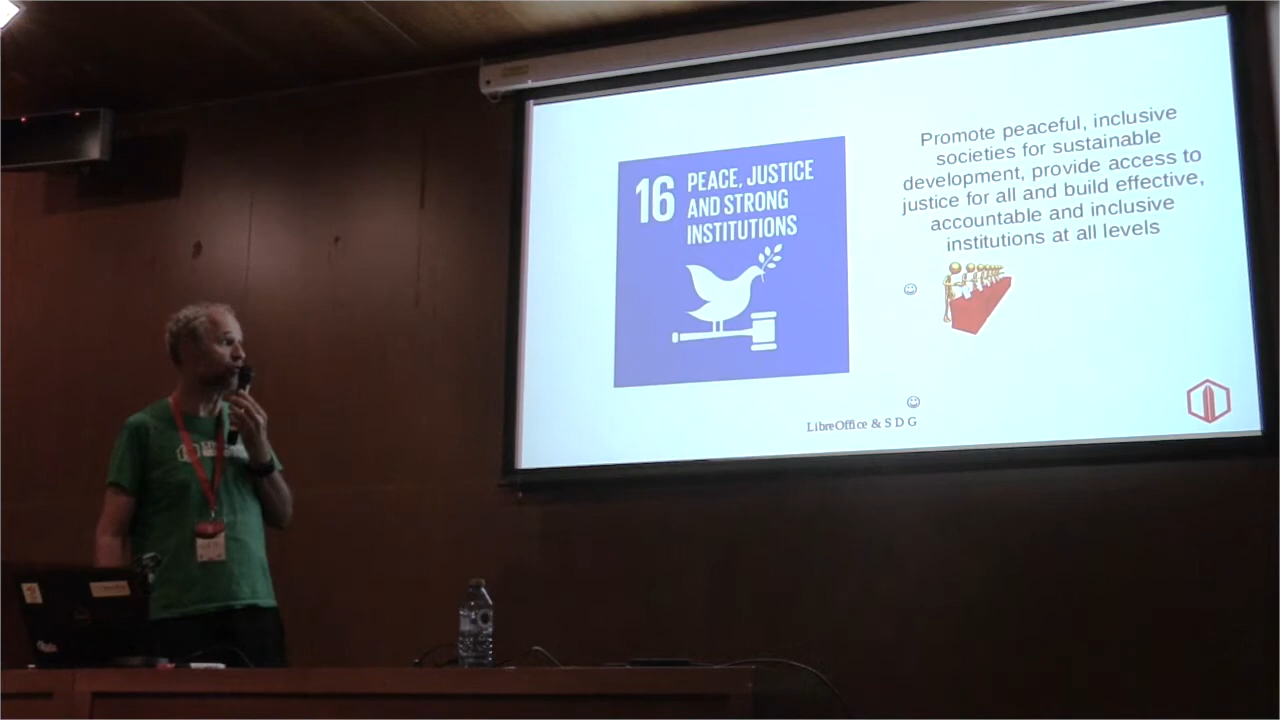 16 PEACE, JUSTICE
AND STRONG
INSTITUTIONS
Promote peaceful, inclusive
societies for sustainable
development, provide access to
justice for all and build effective,
accountable and inclusive
institutions at all levels
LibreOffice & S D G